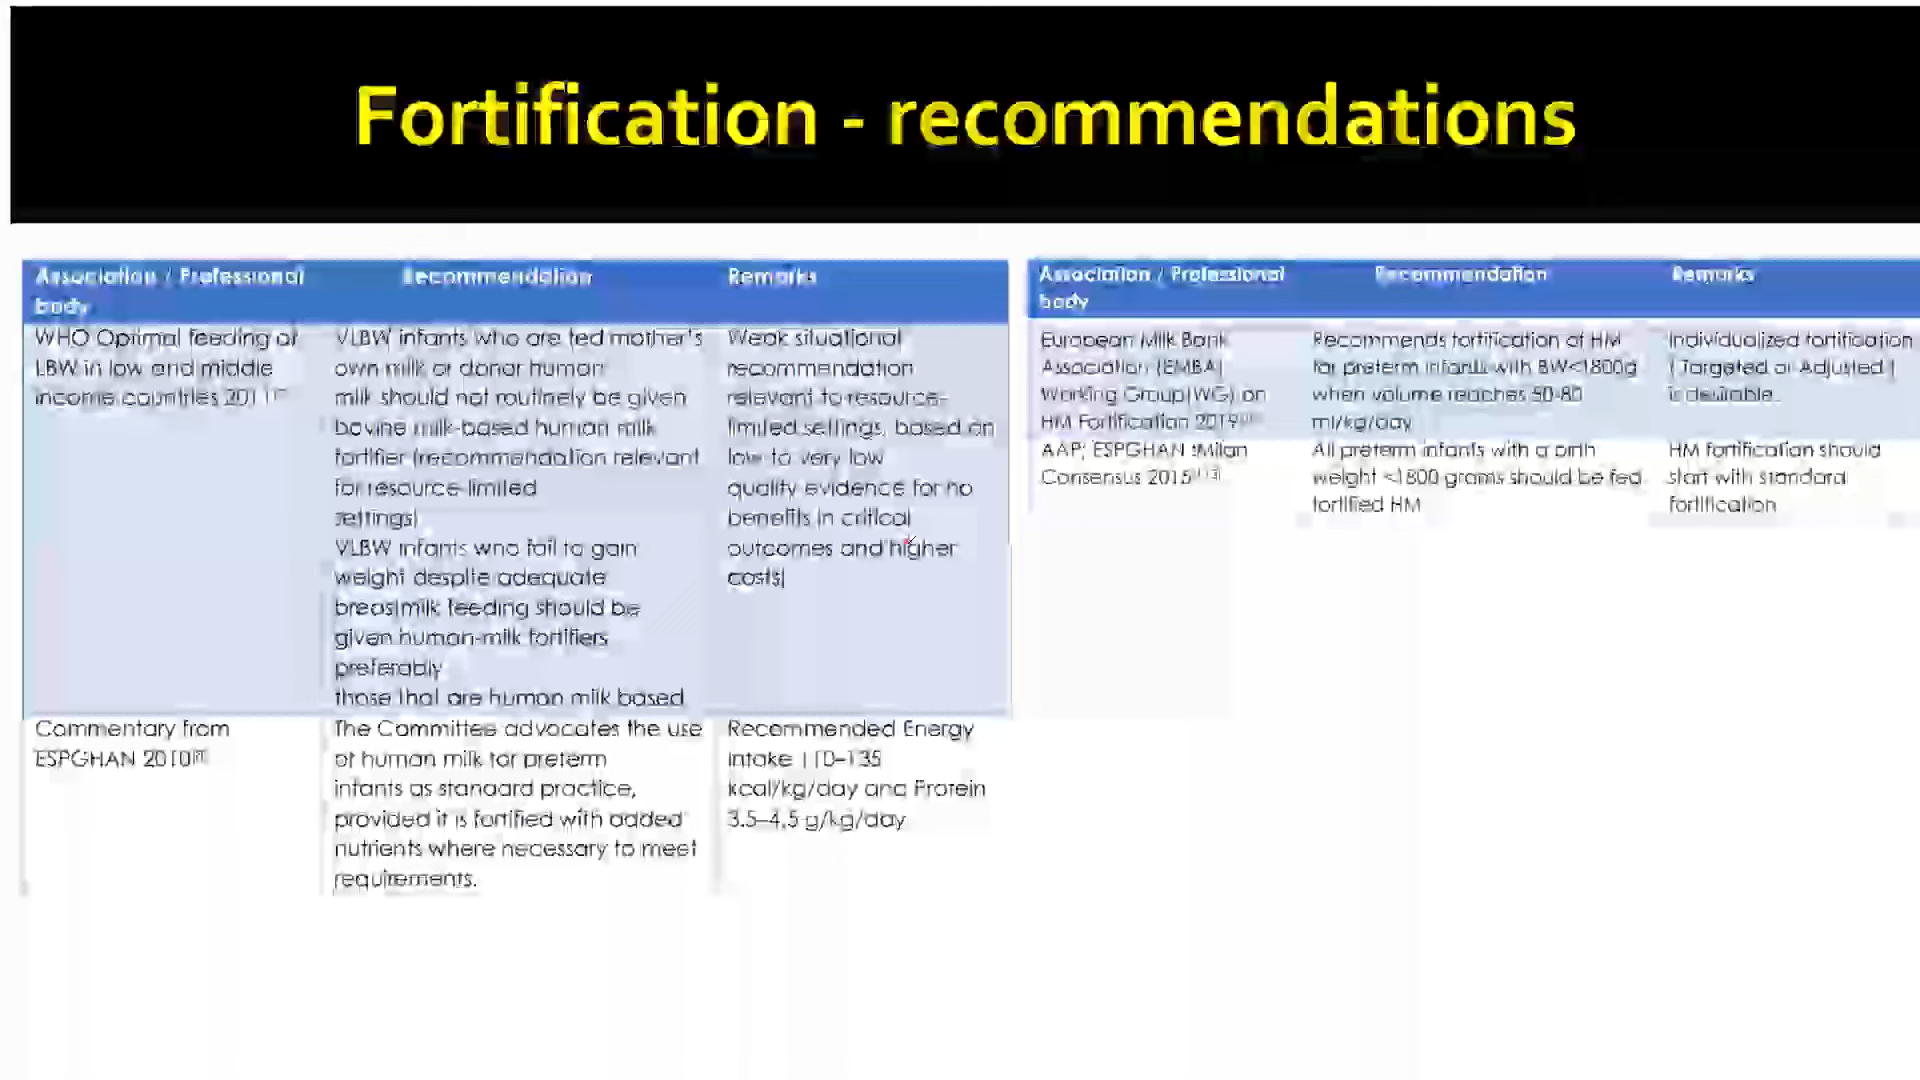 Fortification - recommendations
Association / Professional
body
Recommendation
Remarks
WHO Optimal feeding of
LBW in low and middle
income countries 2011
VLBW infants who are fed mother's
own milk or donor human
milk should not routinely be given
bovine milk-based human milk
fortifier (recommendation relevant
for resource-limited
settings)
VLBW infants who fail to gain
weight despite adequate
breastmilk feeding should be
given human-milk fortifiers
preferably
those that are human milk based
Weak situational
recommendation
relevant to resource-
limited settings, based on
low to very low
quality evidence for no
benefits in critical
outcomes and higher
costs)
Commentary from
ESPGHAN 2010
The Committee advocates the use
of human milk for preterm
infants as standard practice,
provided it is fortified with added
nutrients where necessary to meet
requirements.
Recommended Energy
intake 110–135
kcal/kg/day and Protein
3.5–4.5 g/kg/day
Association / Professional
body
Recommendation
Remarks
European Milk Bank
Association (EMBA)
Working Group(WG) on
HM Fortification 2019
Recommends fortification of HM
for preterm infants with BW<1800g
when volume reaches 50-80
ml/kg/day
Individualized fortification
( Targeted or Adjusted )
is desirable.
AAP; ESPGHAN :Milan
Consensus 2015
All preterm infants with a birth
weight <1800 grams should be fed
fortified HM
HM fortification should
start with standard
fortification